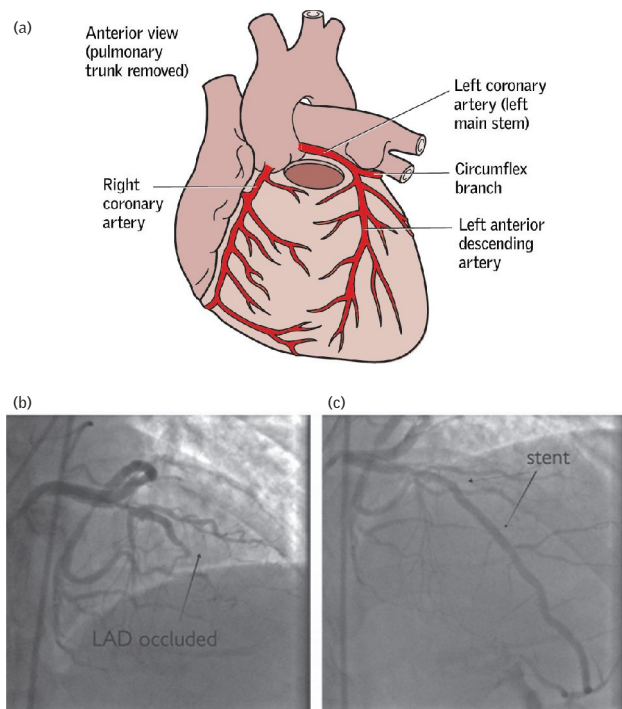 (a)
Anterior view
(pulmonary
trunk removed)
Left coronary
artery (left
main stem)
Circumflex
branch
Right
coronary
artery
Left anterior
descending
artery
(b)
(c)
stent
LAD occluded